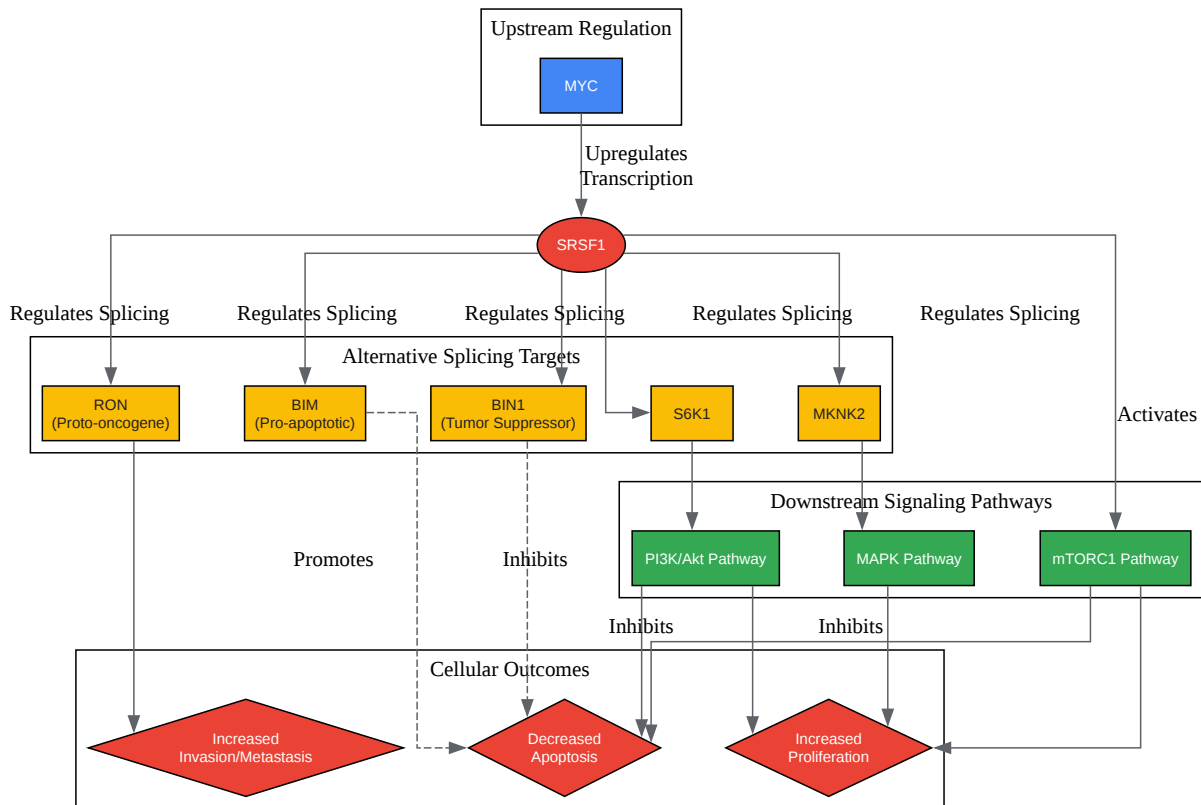 Upstream Regulation
MYC
Upregulates
Transcription
SRSF1
Regulates Splicing
Regulates Splicing
Regulates Splicing
Regulates Splicing
Regulates Splicing
Alternative Splicing Targets
RON
(Proto-oncogene)
BIM
(Pro-apoptotic)
BIN1
(Tumor Suppressor)
S6K1
MKNK2
Activates
Downstream Signaling Pathways
PI3K/Akt Pathway
MAPK Pathway
mTORC1 Pathway
Promotes
Inhibits
Inhibits
Inhibits
Cellular Outcomes
Increased
Invasion/Metastasis
Decreased
Apoptosis
Increased
Proliferation